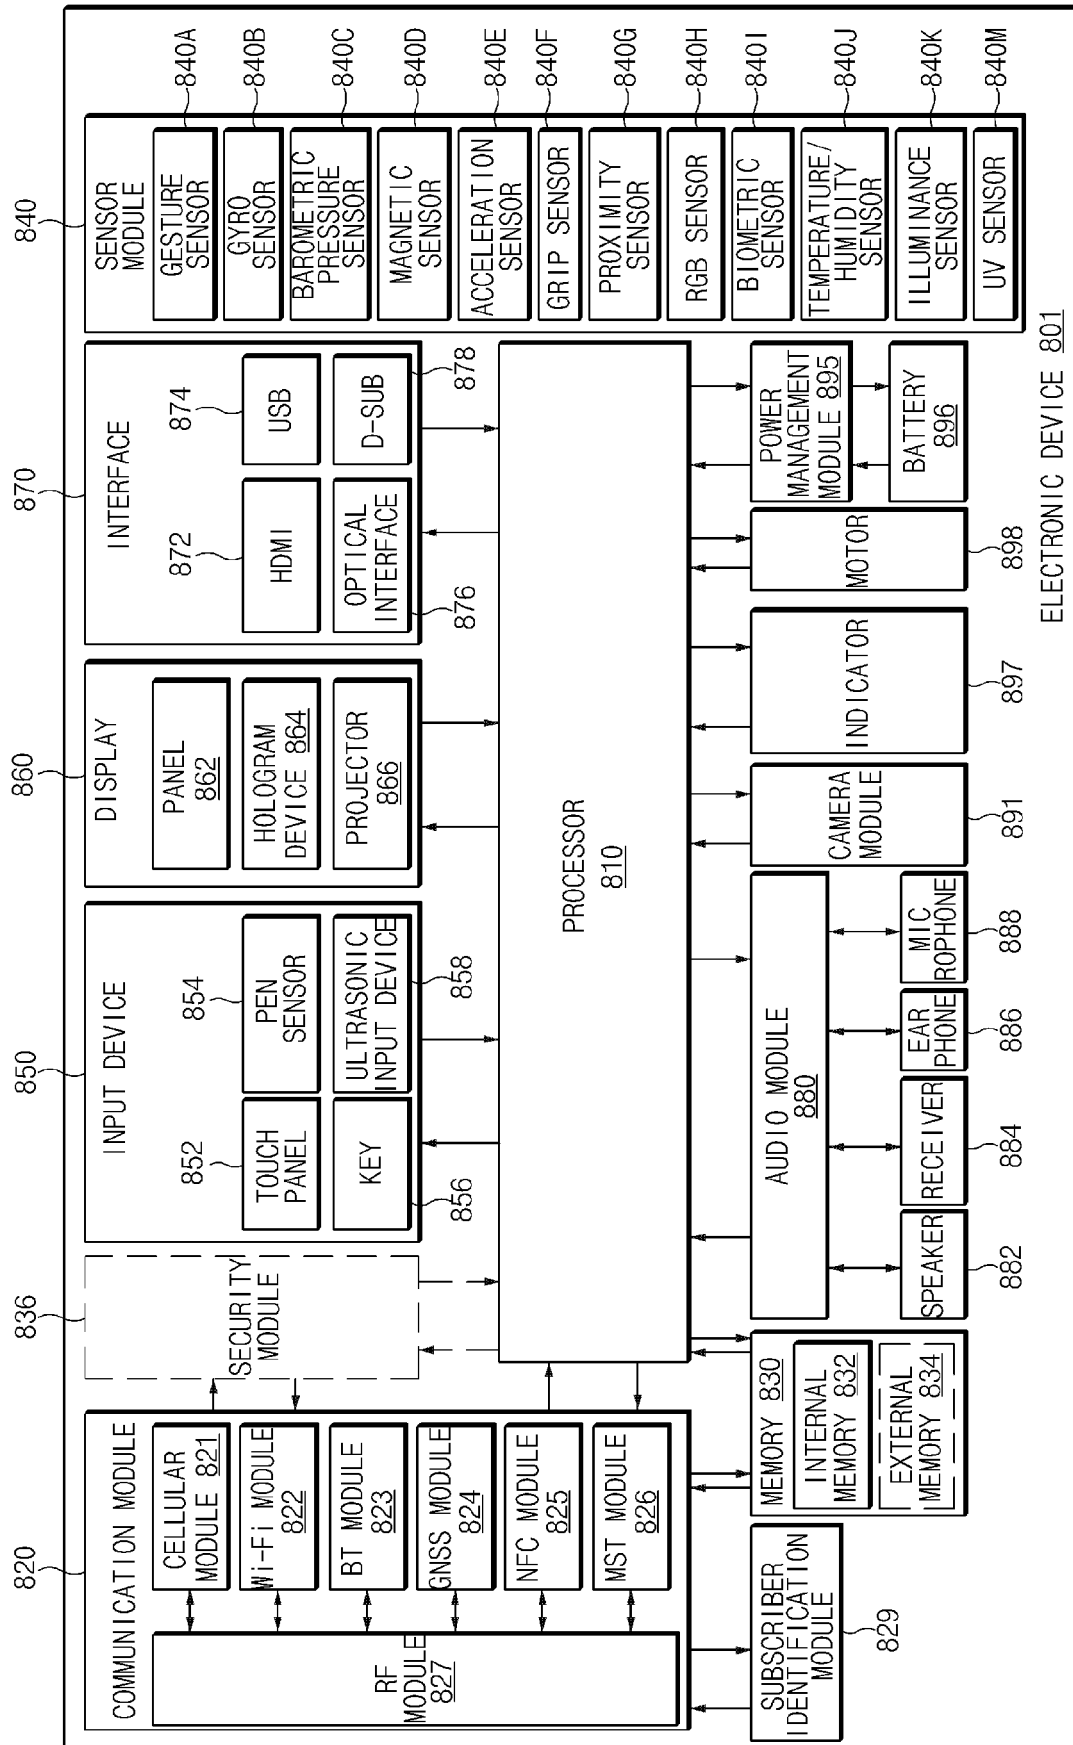 820
COMMUNICATION MODULE
CELLULAR
MODULE 821
Wi-Fi MODULE
822
BT MODULE
823
GNSS MODULE
824
NFC MODULE
825
MST MODULE
826
RF
MODULE
827
SUBSCRIBER
IDENTIFICATION
MODULE
829
836
SECURITY
MODULE
850
INPUT DEVICE
852
TOUCH
PANEL
854
PEN
SENSOR
KEY
856
ULTRASONIC
INPUT DEVICE
858
860
DISPLAY
PANEL
862
HOLOGRAM
DEVICE 864
PROJECTOR
866
870
INTERFACE
872
HDMI
874
USB
OPTICAL
INTERFACE
876
D-SUB
878
840
SENSOR
MODULE
GESTURE
SENSOR
840A
GYRO
SENSOR
840B
BAROMETRIC
PRESSURE
SENSOR
840C
MAGNETIC
SENSOR
840D
ACCELERATION
SENSOR
840E
GRIP SENSOR
840F
PROXIMITY
SENSOR
840G
RGB SENSOR
840H
BIOMETRIC
SENSOR
840I
TEMPERATURE/
HUMIDITY
SENSOR
840J
ILLUMINANCE
SENSOR
840K
UV SENSOR
840M
PROCESSOR
810
MEMORY 830
INTERNAL
MEMORY 832
EXTERNAL
MEMORY 834
AUDIO MODULE
880
SPEAKER
882
RECEIVER
884
EAR
PHONE
886
MIC
ROPHONE
888
CAMERA
MODULE
891
INDICATOR
897
MOTOR
898
POWER
MANAGEMENT
MODULE 895
BATTERY
896
ELECTRONIC DEVICE 801